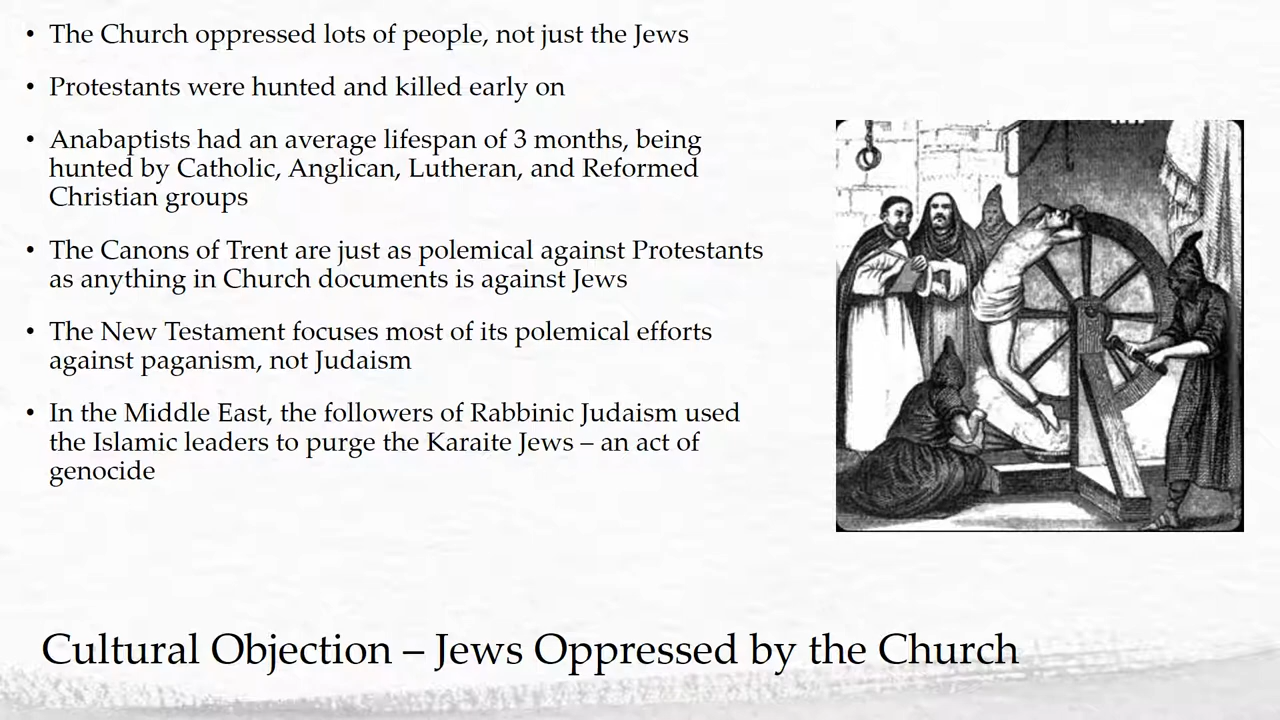 • The Church oppressed lots of people, not just the Jews
• Protestants were hunted and killed early on
• Anabaptists had an average lifespan of 3 months, being
hunted by Catholic, Anglican, Lutheran, and Reformed
Christian groups
• The Canons of Trent are just as polemical against Protestants
as anything in Church documents is against Jews
• The New Testament focuses most of its polemical efforts
against paganism, not Judaism
• In the Middle East, the followers of Rabbinic Judaism used
the Islamic leaders to purge the Karaite Jews – an act of
genocide
Cultural Objection – Jews Oppressed by the Church